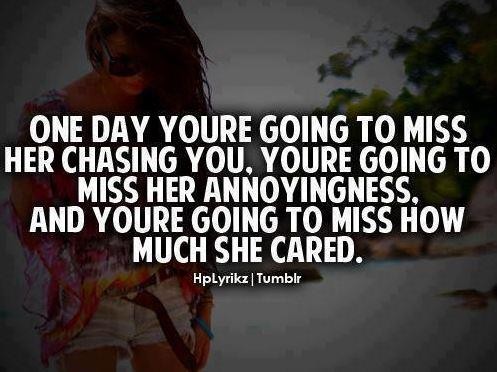 ONE DAY YOURE GOING TO MISS
HER CHASING YOU, YOURE GOING TO
MISS HER ANNOYINGNESS,
AND YOURE GOING TO MISS HOW
MUCH SHE CARED.
HpLyrikz|Tumblr